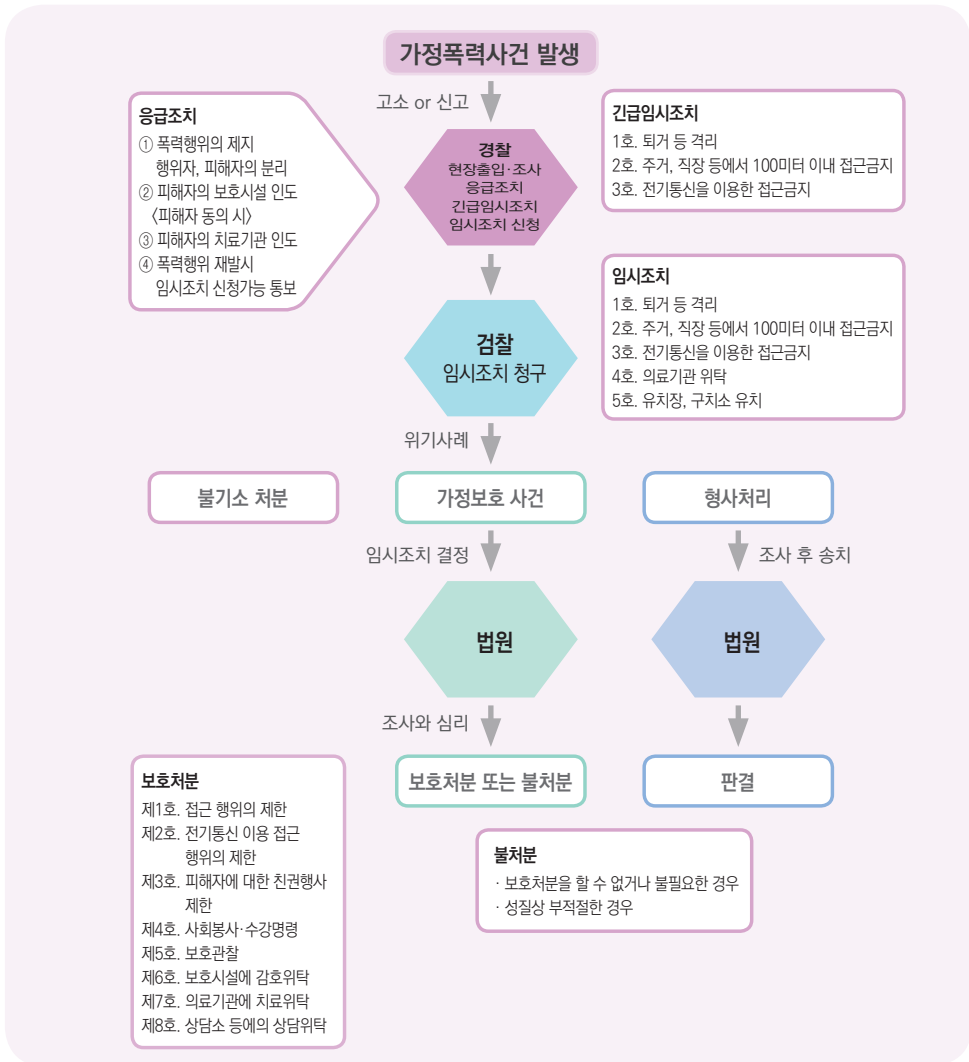 가정폭력사건 발생
고소 or 신고
응급조치
① 폭력행위의 제지
행위자, 피해자의 분리
② 피해자의 보호시설 인도
〈피해자 동의 시〉
③ 피해자의 치료기관 인도
④ 폭력행위 재발시
임시조치 신청가능 통보
경찰
현장출입·조사
응급조치
긴급임시조치
임시조치 신청
긴급임시조치
1호. 퇴거 등 격리
2호. 주거, 직장 등에서 100미터 이내 접근금지
3호. 전기통신을 이용한 접근금지
검찰
임시조치 청구
임시조치
1호. 퇴거 등 격리
2호. 주거, 직장 등에서 100미터 이내 접근금지
3호. 전기통신을 이용한 접근금지
4호. 의료기관 위탁
5호. 유치장, 구치소 유치
위기사례
불기소 처분
가정보호 사건
형사처리
임시조치 결정
조사 후 송치
법원
법원
조사와 심리
보호처분 또는 불처분
판결
보호처분
제1호. 접근 행위의 제한
제2호. 전기통신 이용 접근
행위의 제한
제3호. 피해자에 대한 친권행사
제한
제4호. 사회봉사·수강명령
제5호. 보호관찰
제6호. 보호시설에 감호위탁
제7호. 의료기관에 치료위탁
제8호. 상담소 등에의 상담위탁
불처분
· 보호처분을 할 수 없거나 불필요한 경우
· 성질상 부적절한 경우